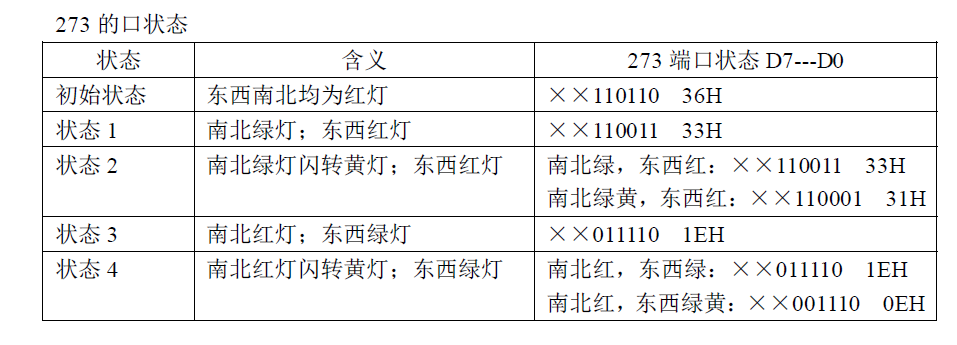 273 的口状态
状态 含义 273 端口状态 D7---D0
初始状态 东西南北均为红灯 ××110110 36H
状态 1 南北绿灯；东西红灯 ××110011 33H
状态 2 南北绿灯闪转黄灯；东西红灯 南北绿，东西红：××110011 33H
南北绿黄，东西红：××110001 31H
状态 3 南北红灯；东西绿灯 ××011110 1EH
状态 4 南北红灯闪转黄灯；东西绿灯 南北红，东西绿：××011110 1EH
南北红，东西绿黄：××001110 0EH